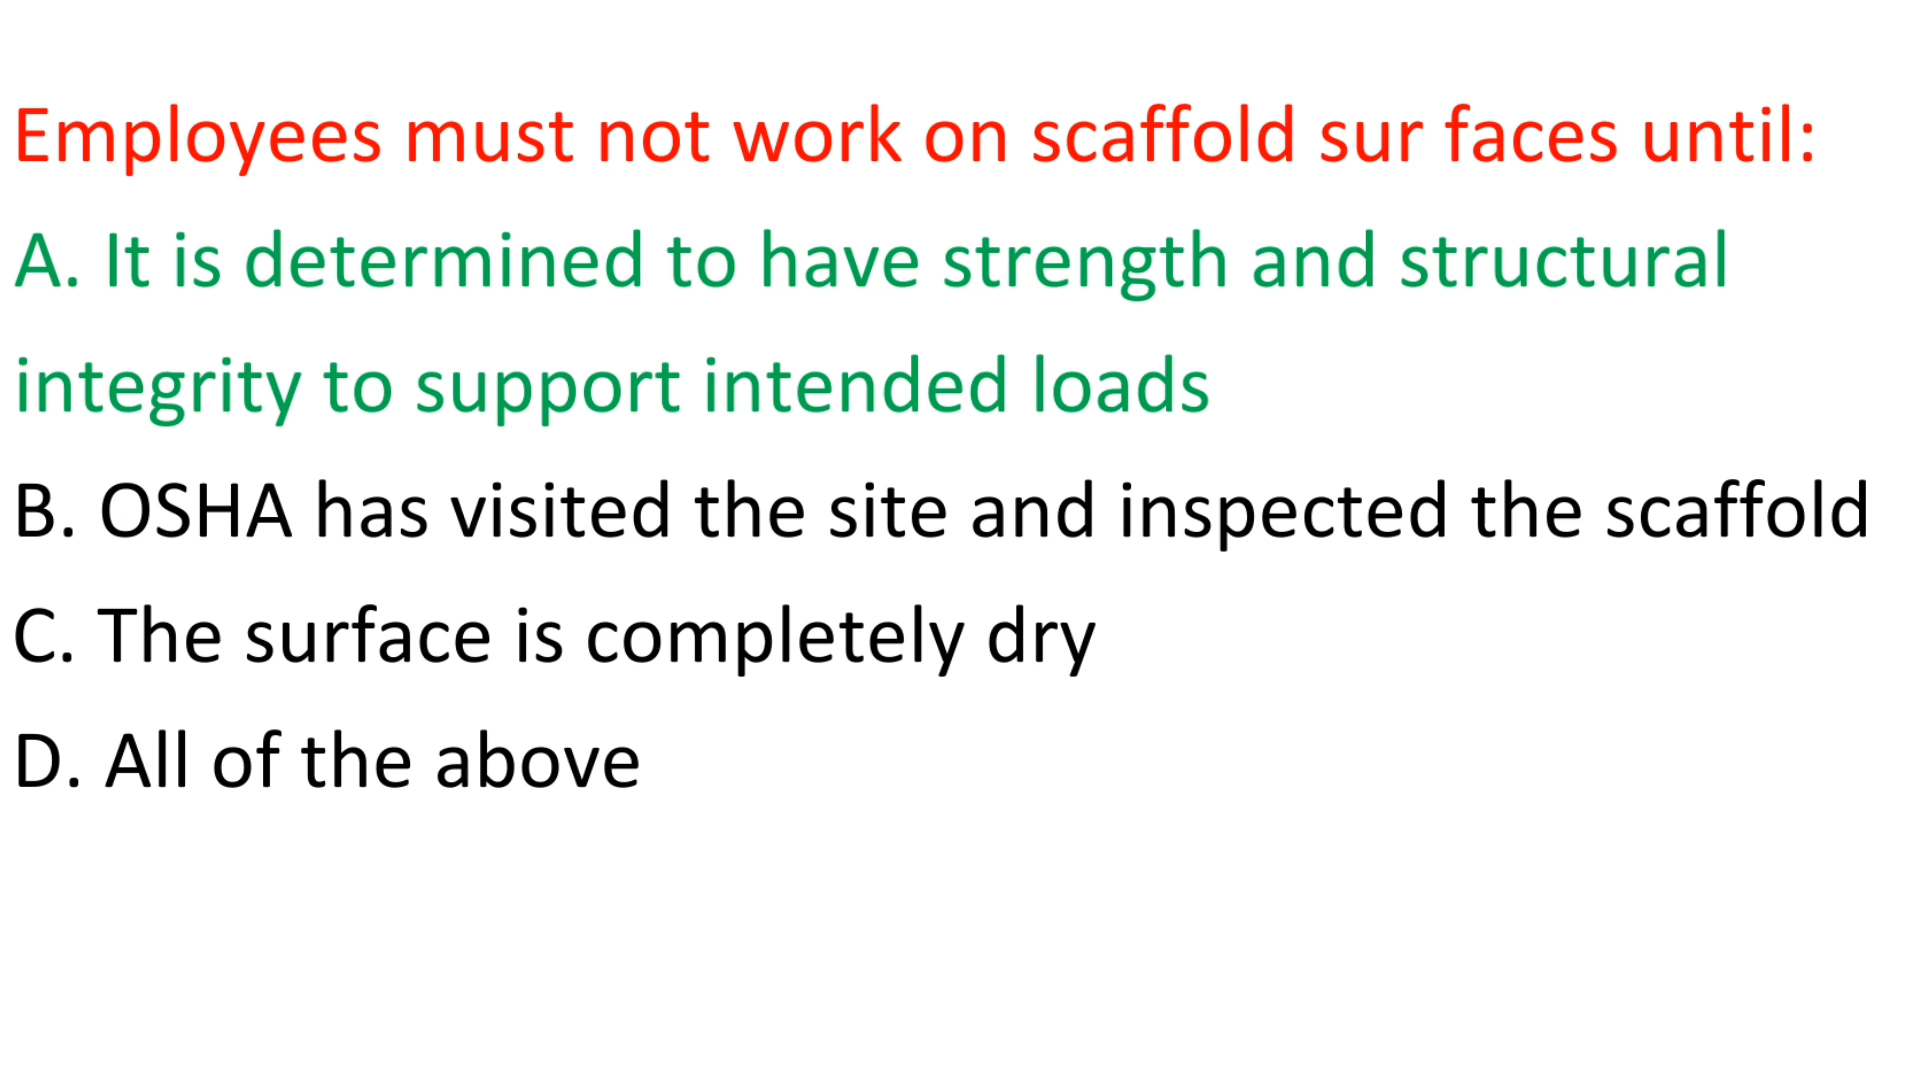 Employees must not work on scaffold sur faces until:
A. It is determined to have strength and structural
integrity to support intended loads
B. OSHA has visited the site and inspected the scaffold
C. The surface is completely dry
D. All of the above